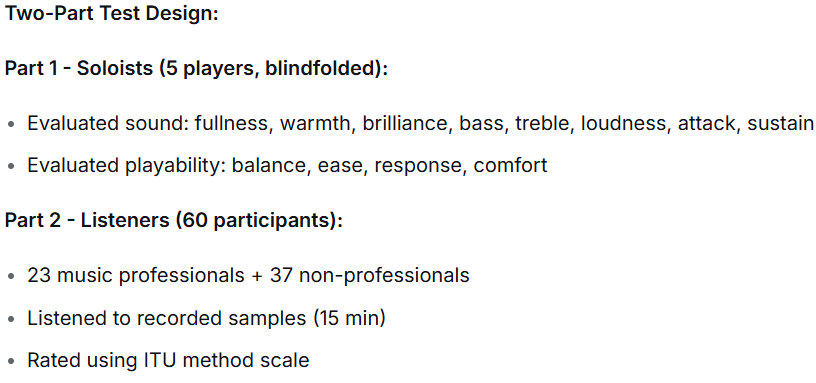 Two-Part Test Design:
Part 1 - Soloists (5 players, blindfolded):
• Evaluated sound: fullness, warmth, brilliance, bass, treble, loudness, attack, sustain
• Evaluated playability: balance, ease, response, comfort
Part 2 - Listeners (60 participants):
• 23 music professionals + 37 non-professionals
• Listened to recorded samples (15 min)
• Rated using ITU method scale